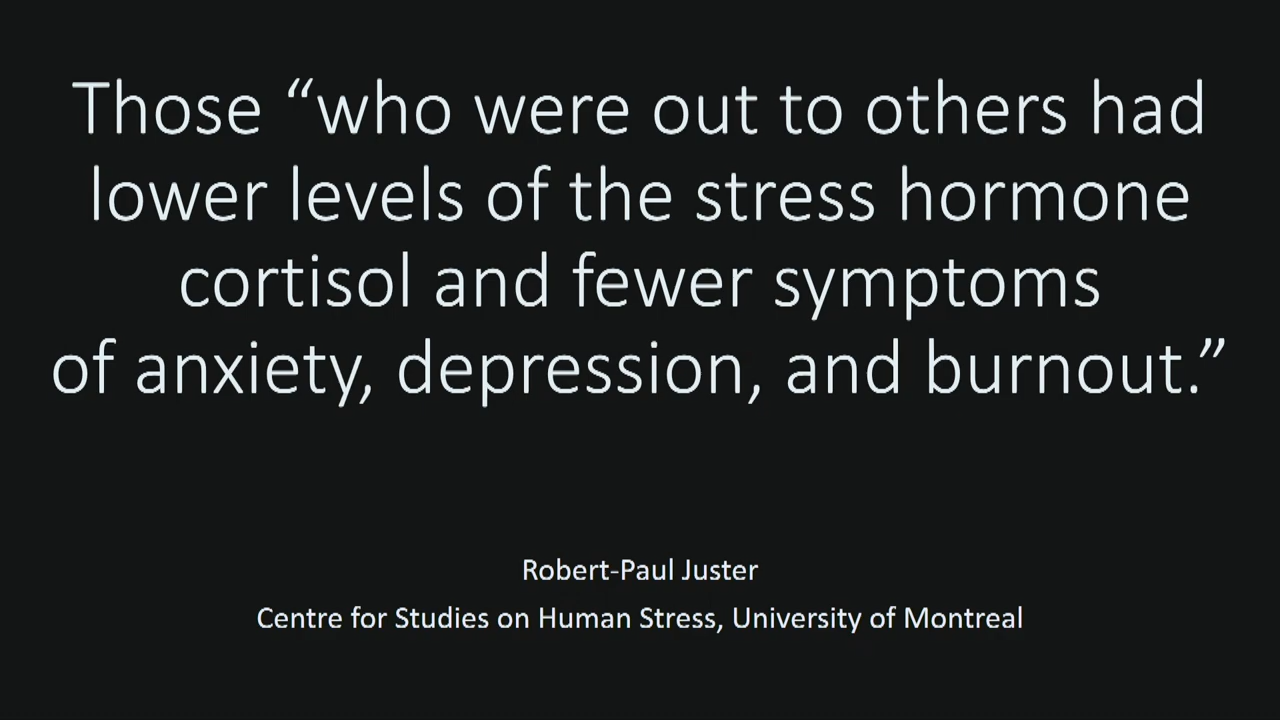 Those “who were out to others had
lower levels of the stress hormone
cortisol and fewer symptoms
of anxiety, depression, and burnout.”
Robert-Paul Juster
Centre for Studies on Human Stress, University of Montreal